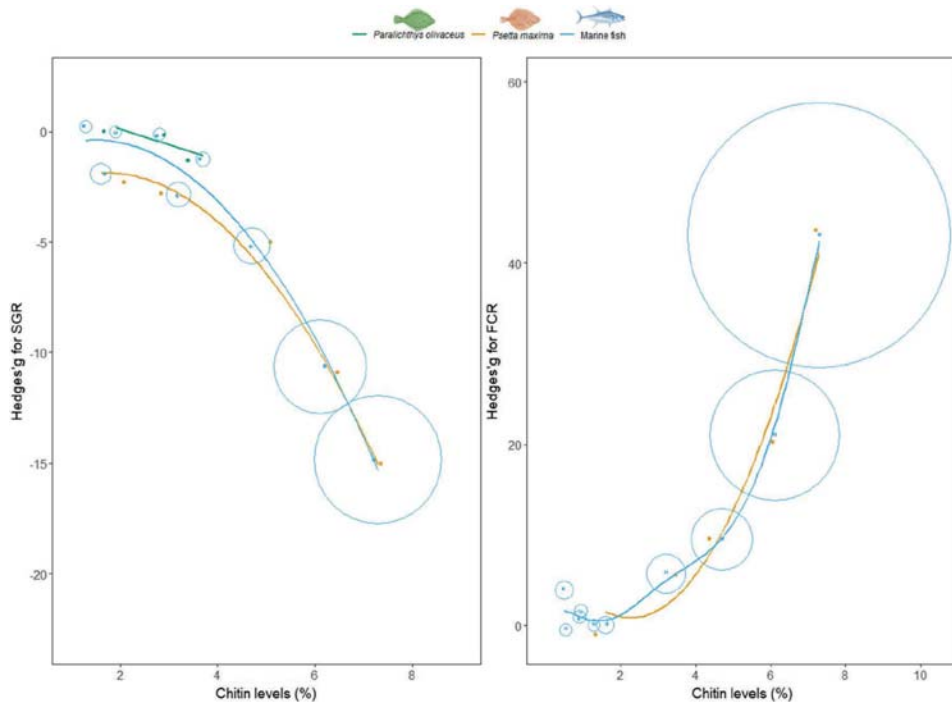 Paralichthys olivaceus Psetta maxima Marine fish
0
-5
-10
-15
-20
Hedges'g for SGR
2 4 6 8
Chitin levels (%)
60
40
20
0
Hedges'g for FCR
2 4 6 8 10
Chitin levels (%)